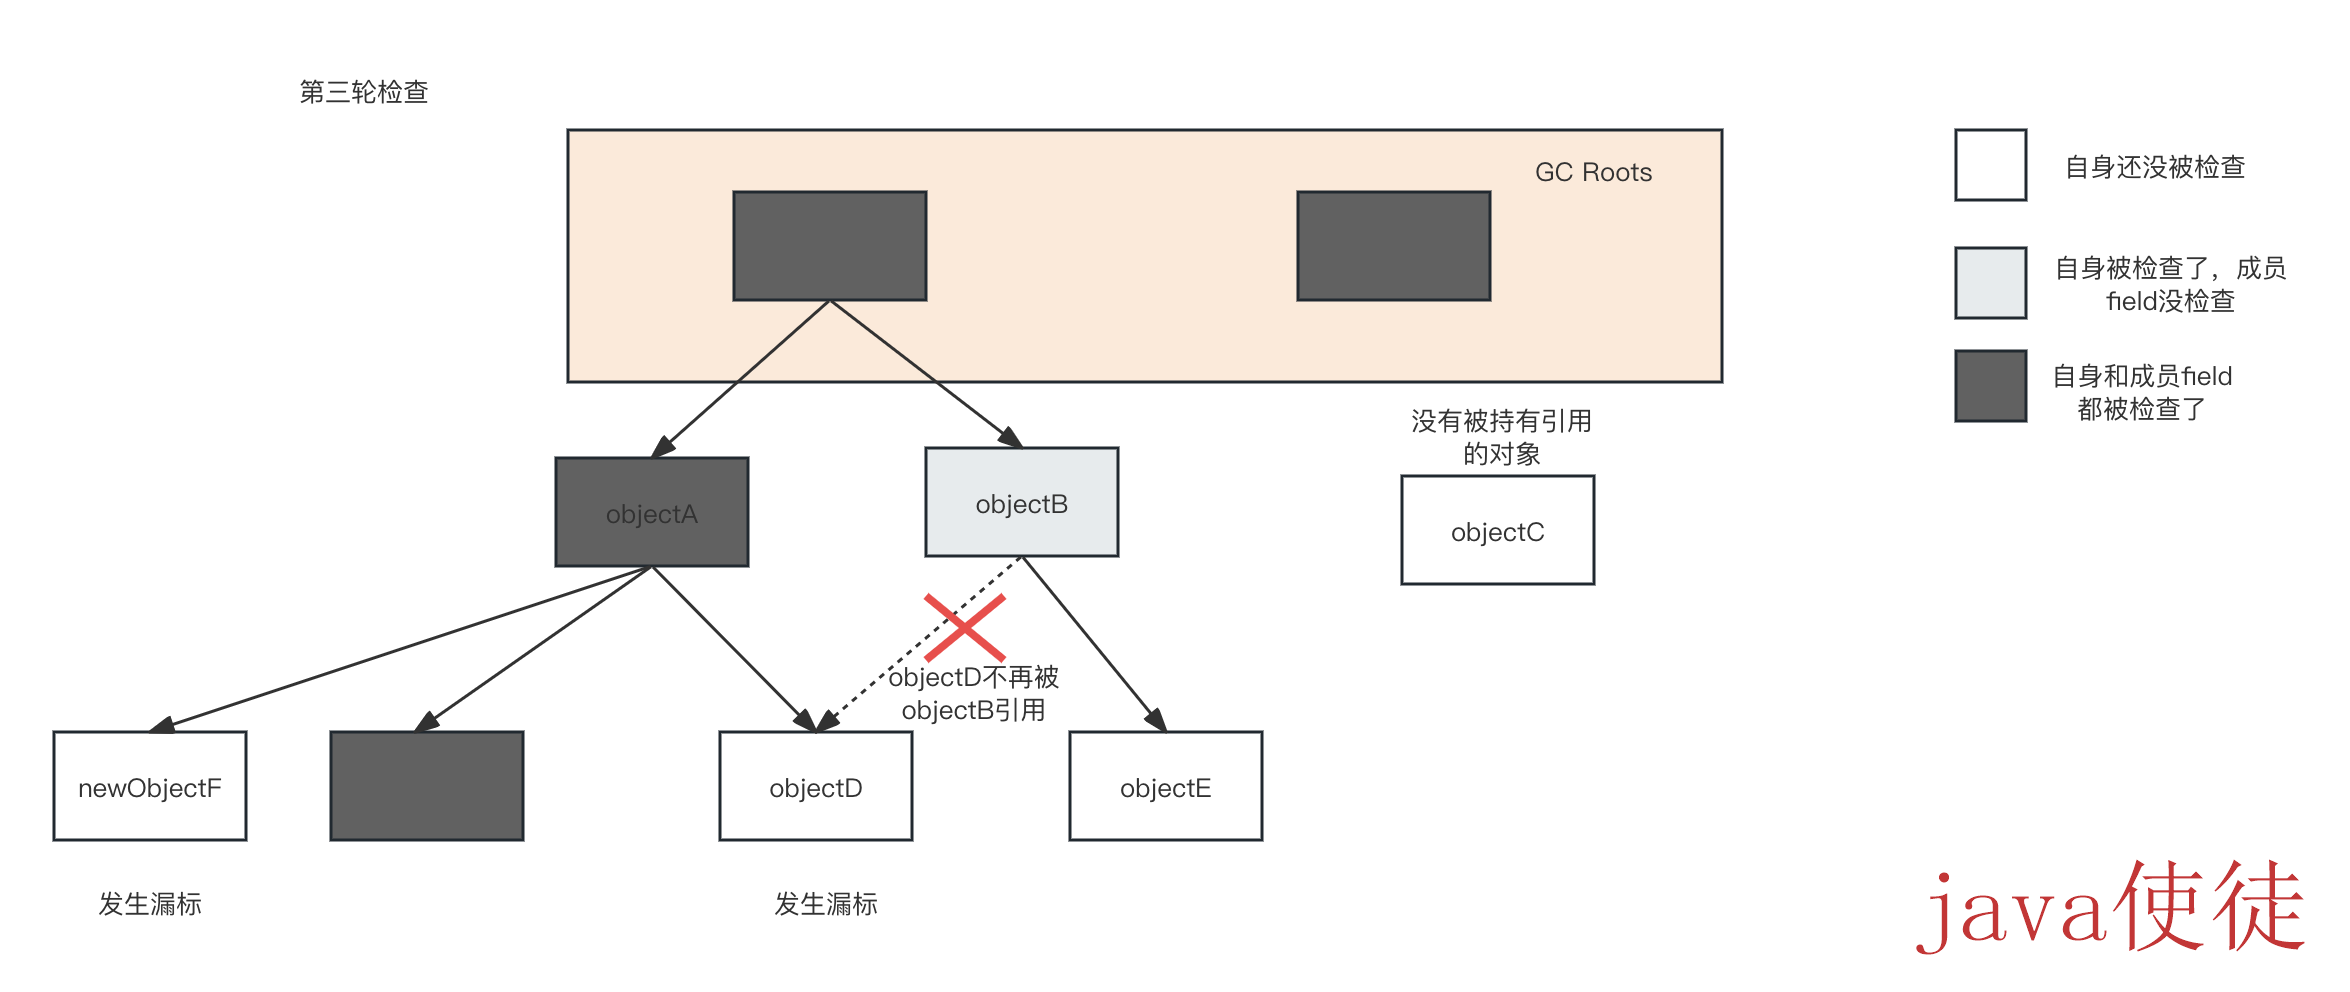 第三轮检查
GC Roots
自身还没被检查
自身被检查了，成员
field没检查
自身和成员field
都被检查了
没有被持有引用
的对象
objectA
objectB
objectC
objectD不再被
objectB引用
newObjectF
objectD
objectE
发生漏标
发生漏标
java使徒